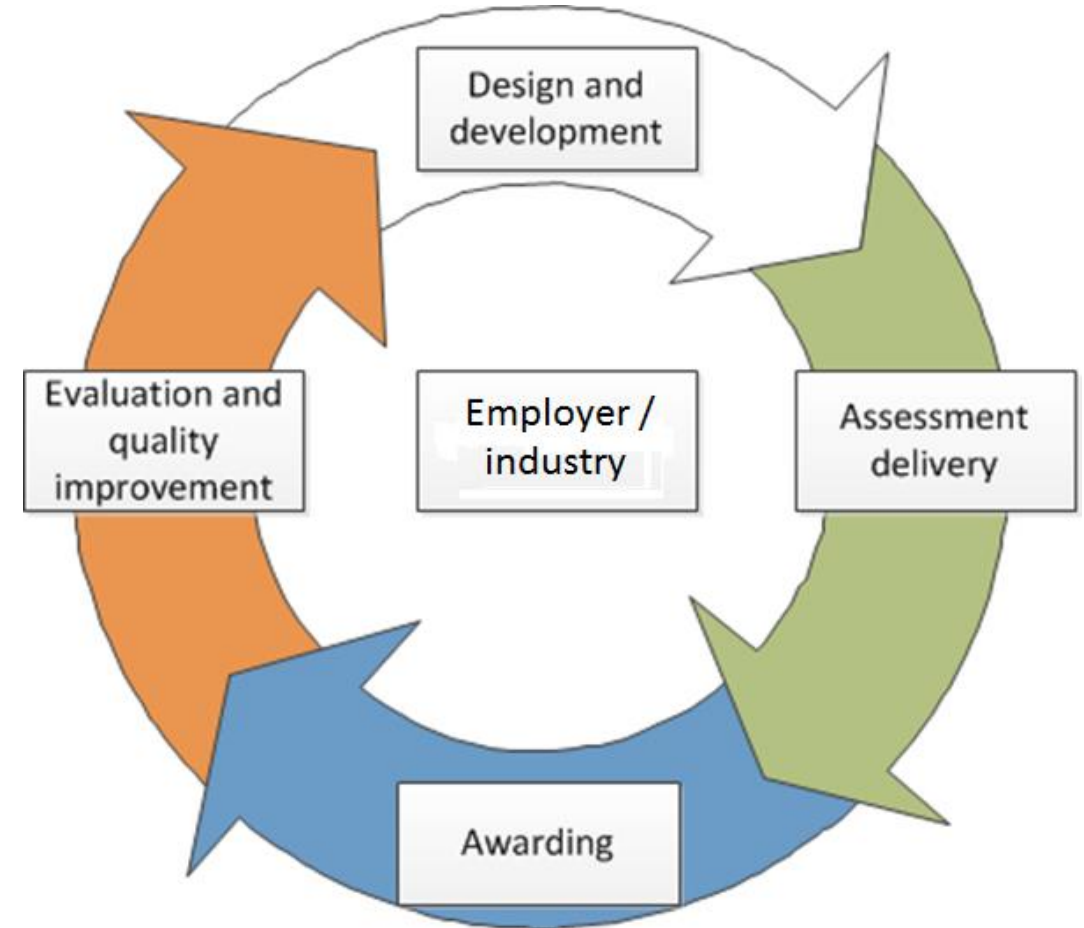 Design and
development
Evaluation and
quality
improvement
Employer /
industry
Assessment
delivery
Awarding